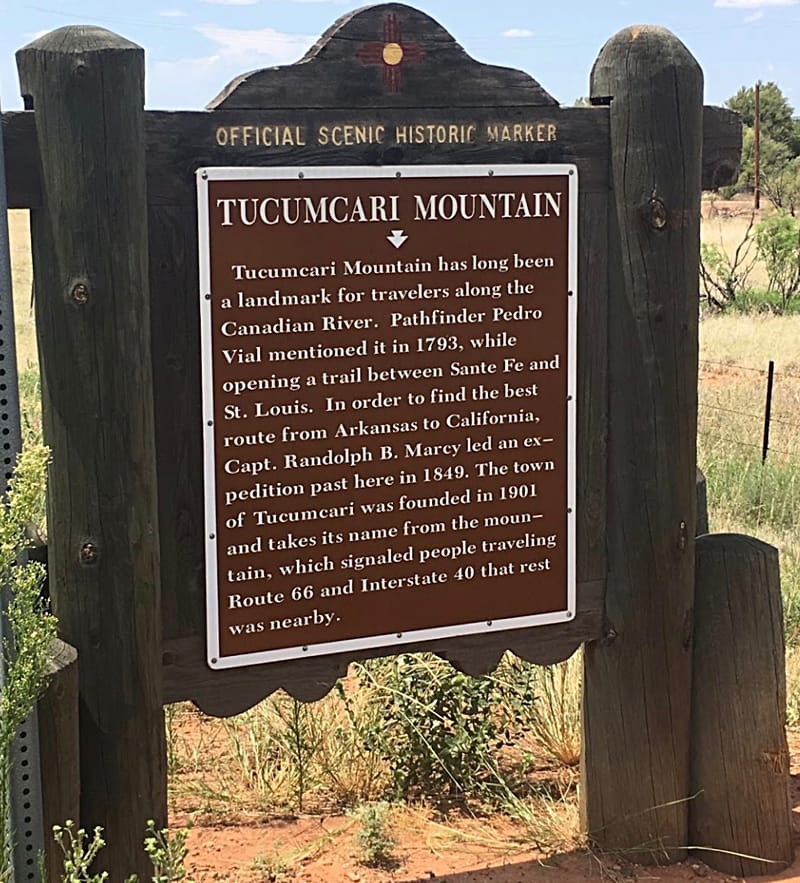 OFFICIAL SCENIC HISTORIC MARKER
TUCUMCARI MOUNTAIN
Tucumcari Mountain has long been
a landmark for travelers along the
Canadian River. Pathfinder Pedro
Vial mentioned it in 1793, while
opening a trail between Sante Fe and
St. Louis. In order to find the best
route from Arkansas to California,
Capt. Randolph B. Marcy led an ex–
pedition past here in 1849. The town
of Tucumcari was founded in 1901
and takes its name from the moun–
tain, which signaled people traveling
Route 66 and Interstate 40 that rest
was nearby.